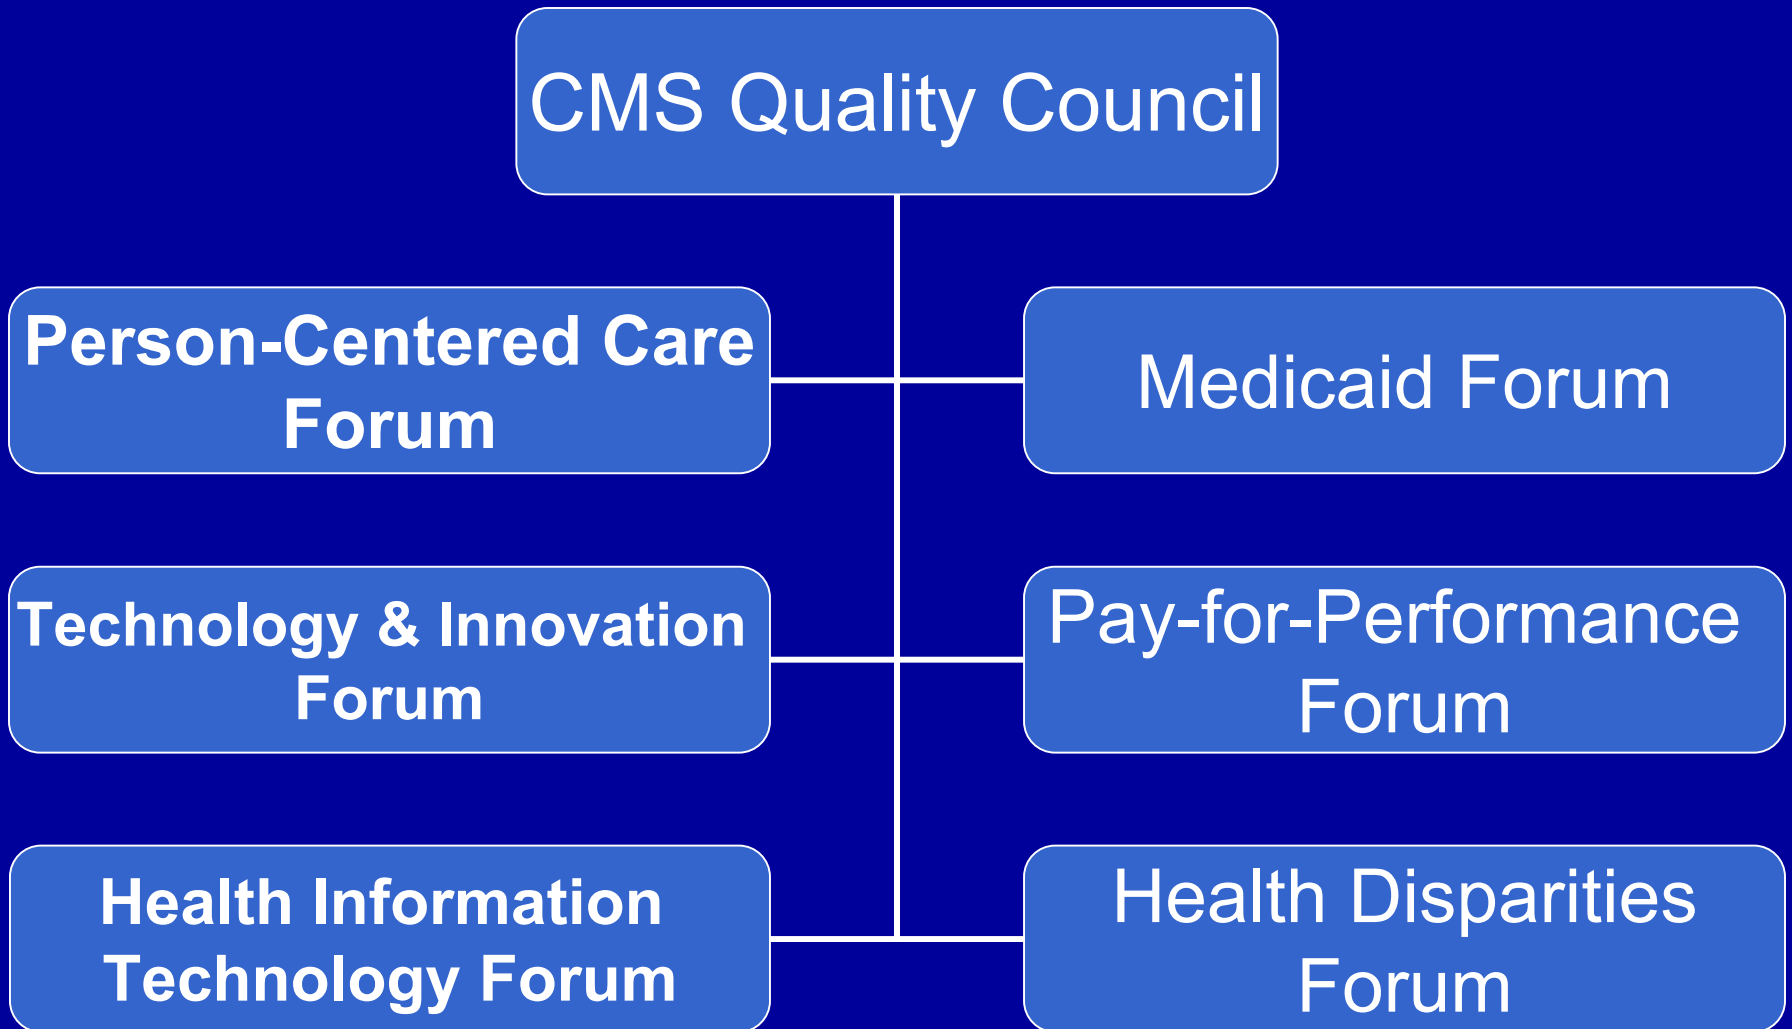 CMS Quality Council
Person-Centered Care
Forum
Medicaid Forum
Technology & Innovation
Forum
Pay-for-Performance
Forum
Health Information
Technology Forum
Health Disparities
Forum